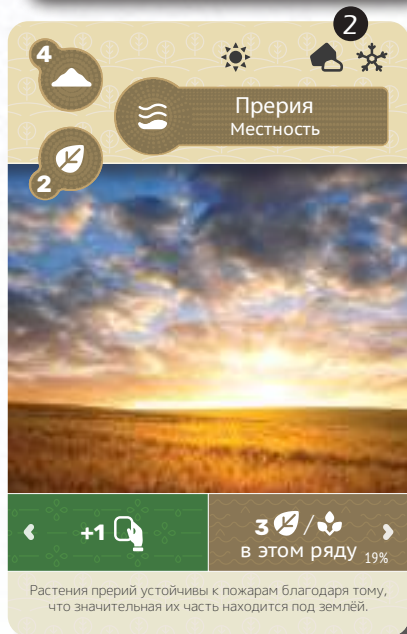 2
4
Прерия
Местность
2
+1
3 /
в этом ряду 19%
Растения прерий устойчивы к пожарам благодаря тому,
что значительная их часть находится под землёй.